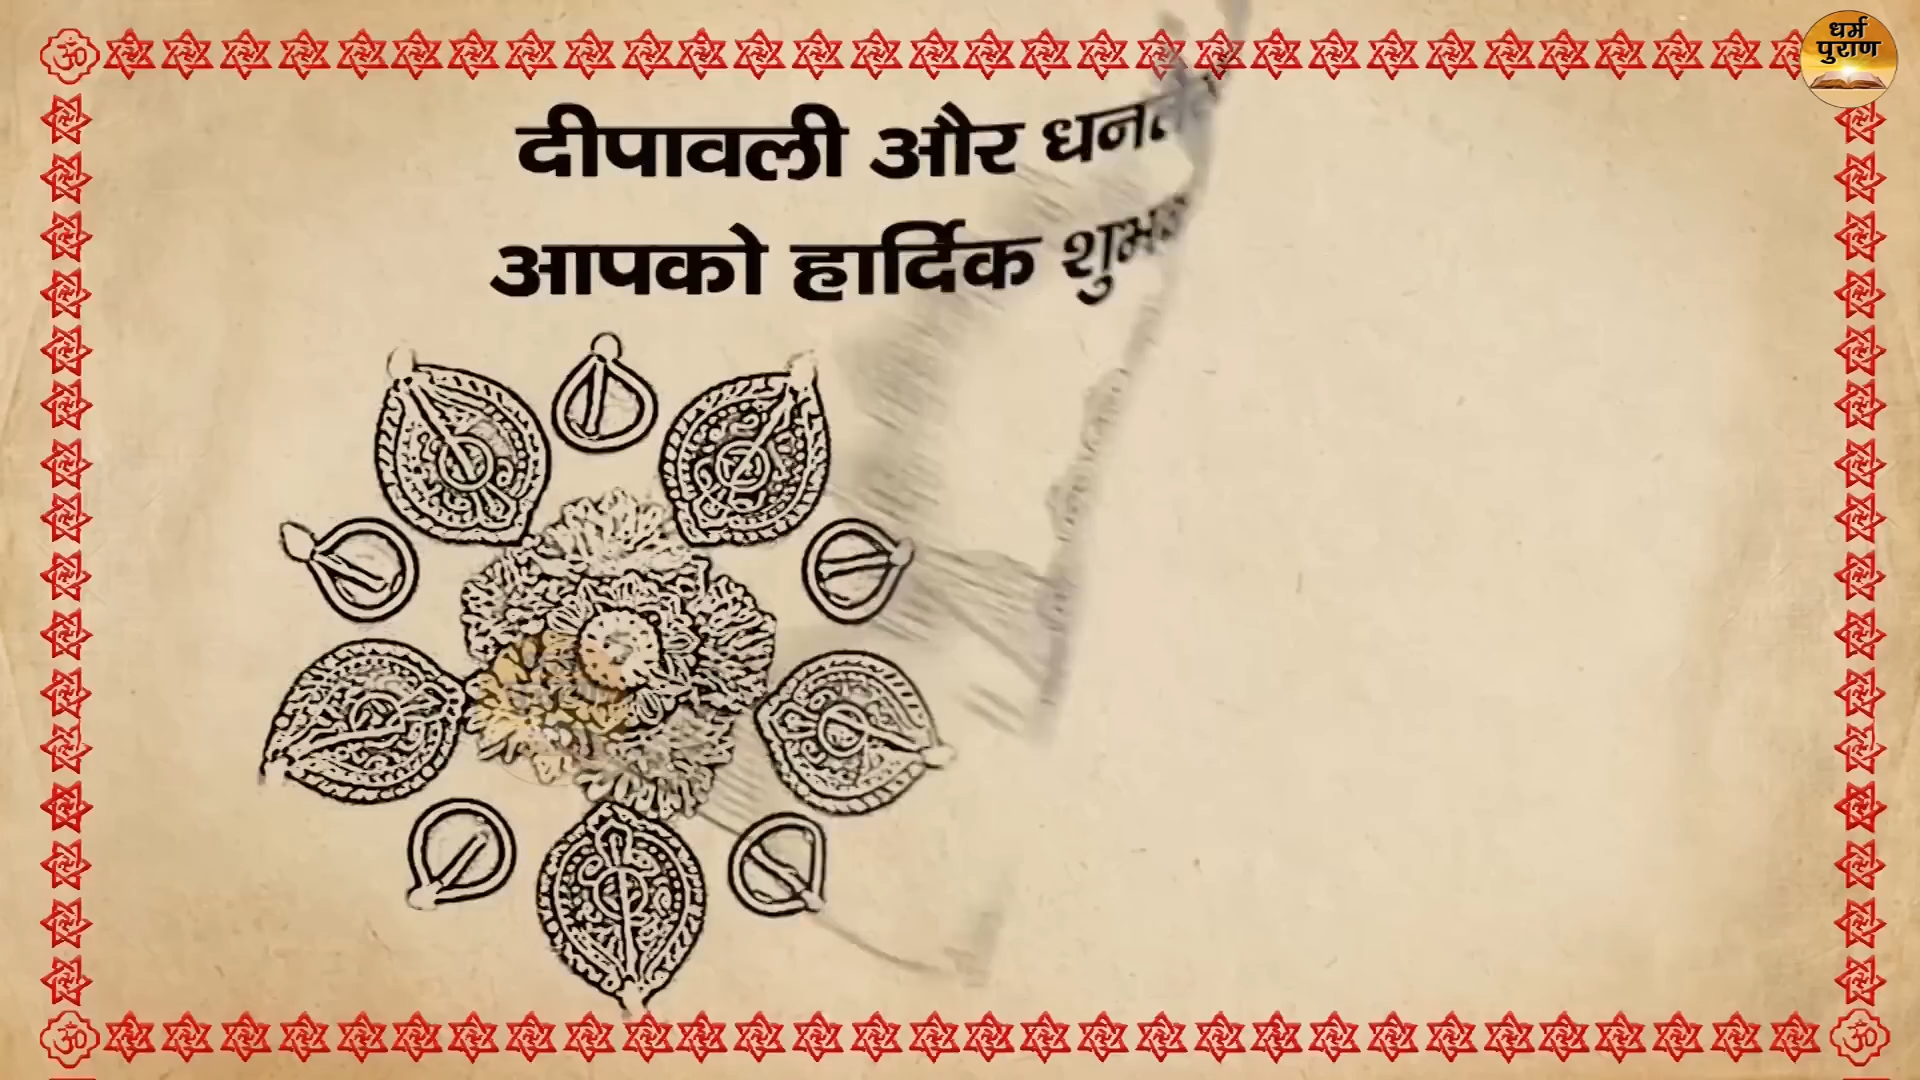 धर्म
पुराण
दीपावली और
आपको हार्दिक